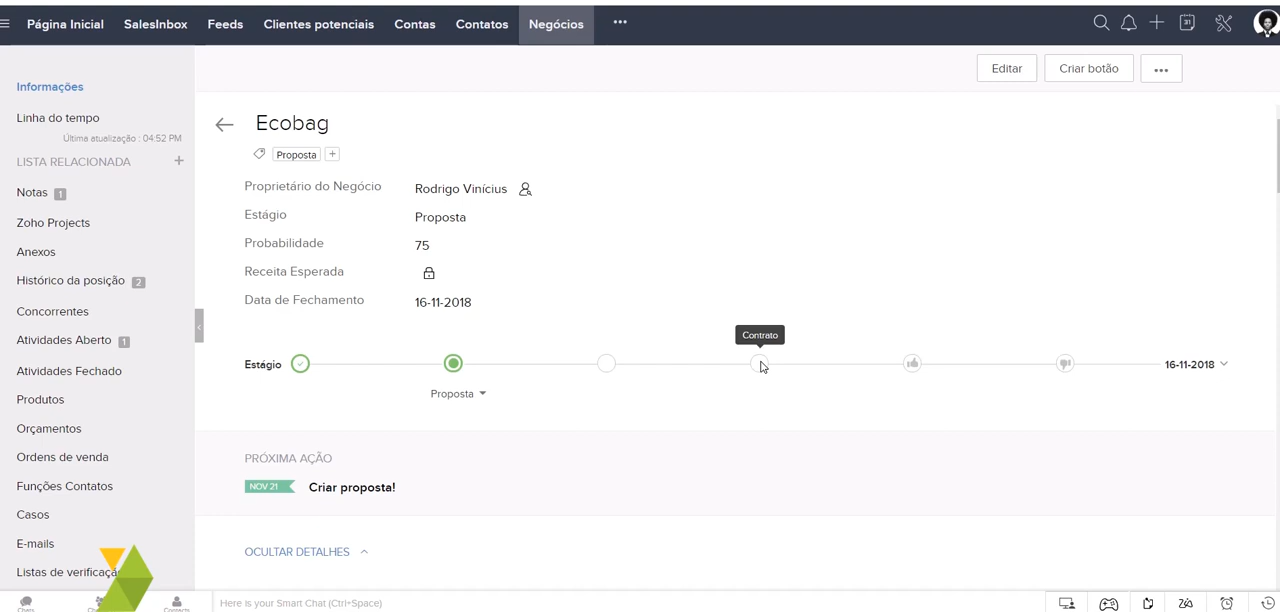 Página Inicial SalesInbox Feeds Clientes potenciais Contas Contatos Negócios •••
31
Editar Criar botão •••
Informações
Linha do tempo
Última atualização : 04:52 PM
LISTA RELACIONADA +
Notas 1
Zoho Projects
Anexos
Histórico da posição 2
Concorrentes
Atividades Aberto 1
Atividades Fechado
Produtos
Orçamentos
Ordens de venda
Funções Contatos
Casos
E-mails
Listas de
Ecobag
Proposta +
Proprietário do Negócio Rodrigo Vinícius
Estágio Proposta
Probabilidade 75
Receita Esperada
Data de Fechamento 16-11-2018
Contrato
Estágio 16-11-2018
Proposta
PRÓXIMA AÇÃO
NOV 21 Criar proposta!
OCULTAR DETALHES
Chats Contacts Here is your Smart Chat (Ctrl+Space)